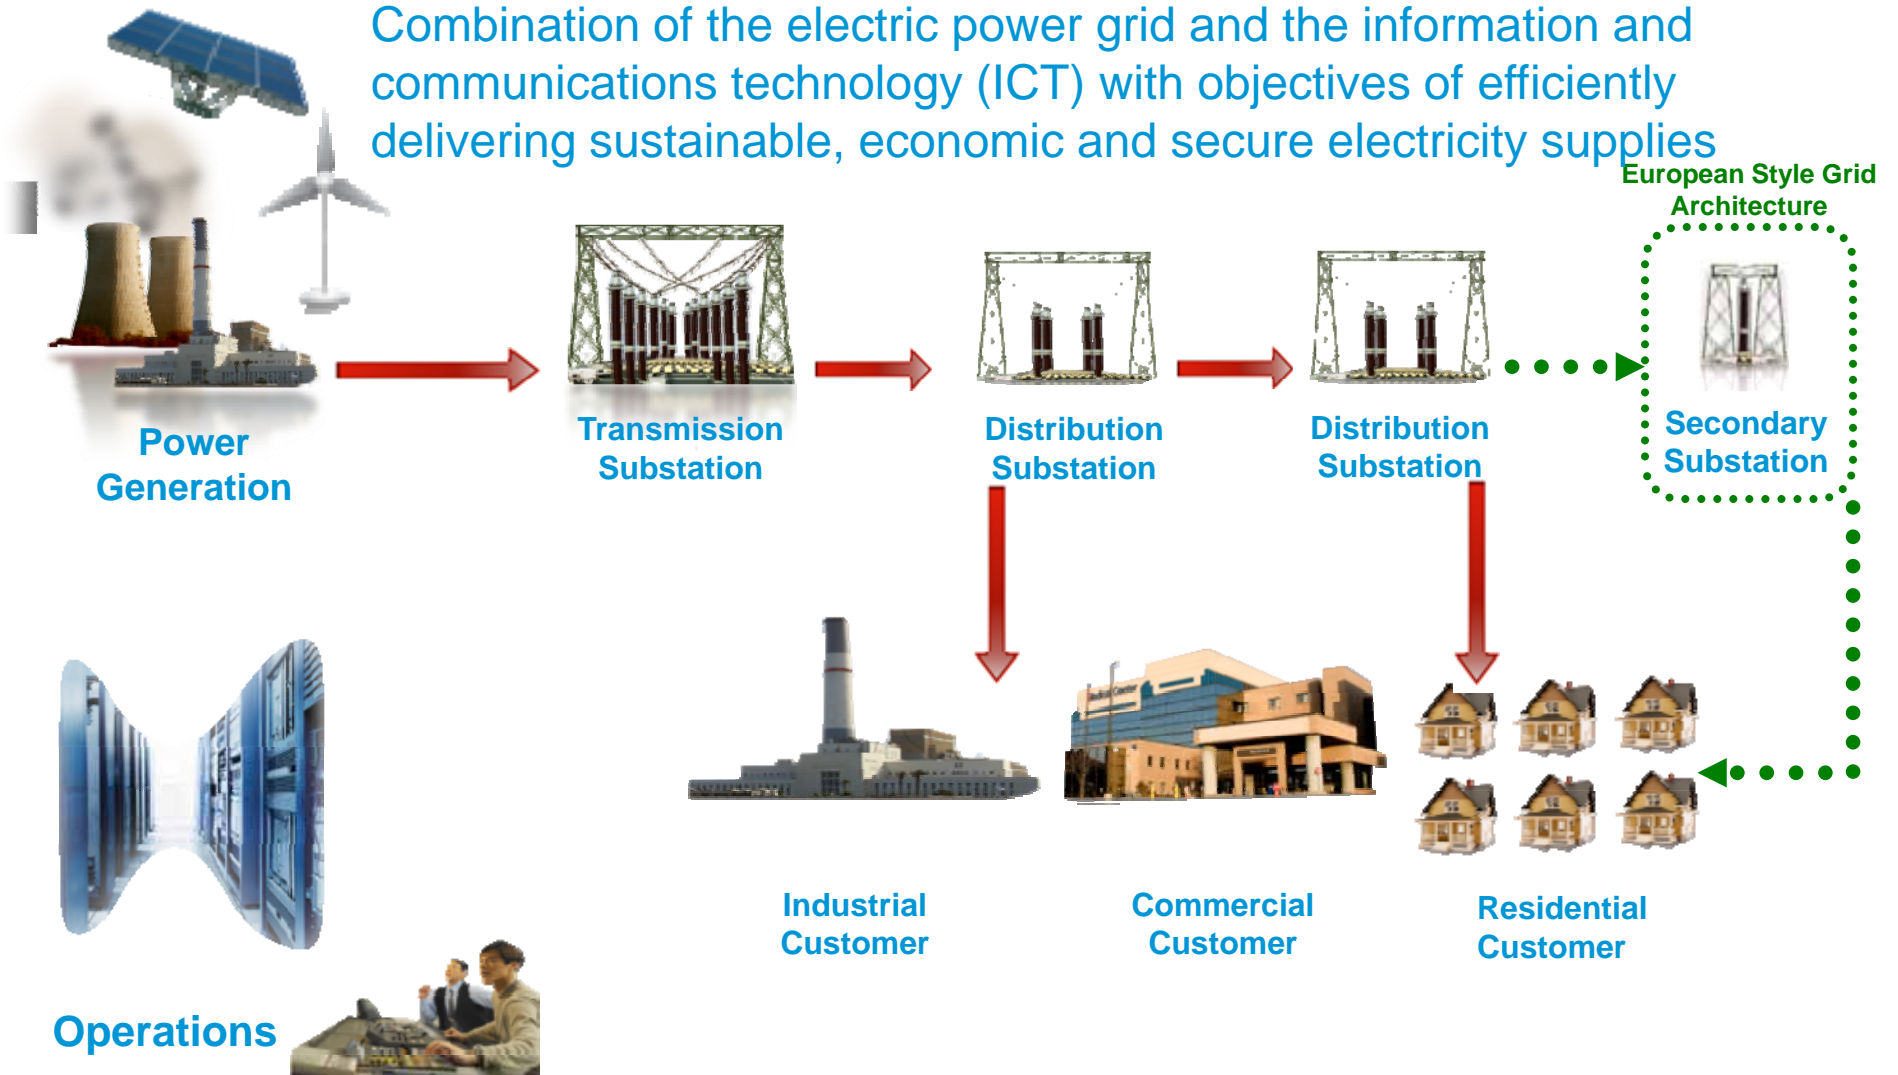 Combination of the electric power grid and the information and
communications technology (ICT) with objectives of efficiently
delivering sustainable, economic and secure electricity supplies
European Style Grid
Architecture
Power
Generation
Transmission
Substation
Distribution
Substation
Distribution
Substation
Secondary
Substation
Medical Center
Industrial
Customer
Commercial
Customer
Residential
Customer
Operations